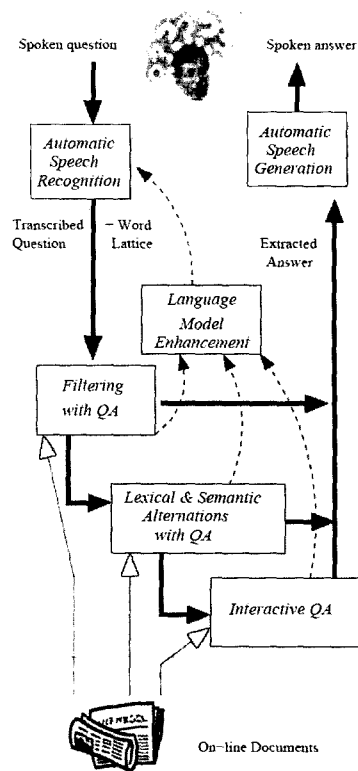 Spoken question
Spoken answer
Automatic
Speech
Recognition
Automatic
Speech
Generation
Transcribed
Question
− Word
Lattice
Extracted
Answer
Language
Model
Enhancement
Filtering
with QA
Lexical & Semantic
Alternations
with QA
Interactive QA
On−line Documents